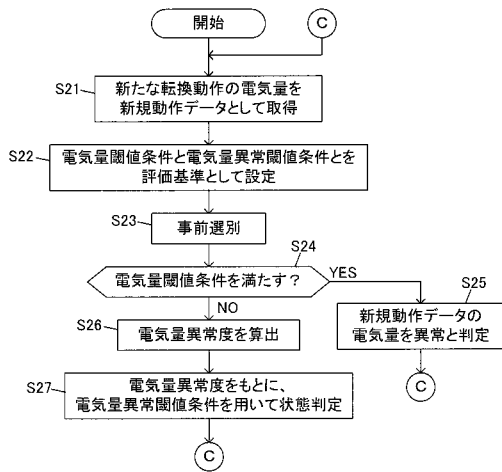 開始
C
S21
新たな転換動作の電気量を
新規動作データとして取得
S22
電気量閾値条件と電気量異常閾値条件とを
評価基準として設定
S23
事前選別
S24
電気量閾値条件を満たす?
YES
NO
S25
新規動作データの
電気量を異常と判定
C
S26
電気量異常度を算出
S27
電気量異常度をもとに、
電気量異常閾値条件を用いて状態判定
C